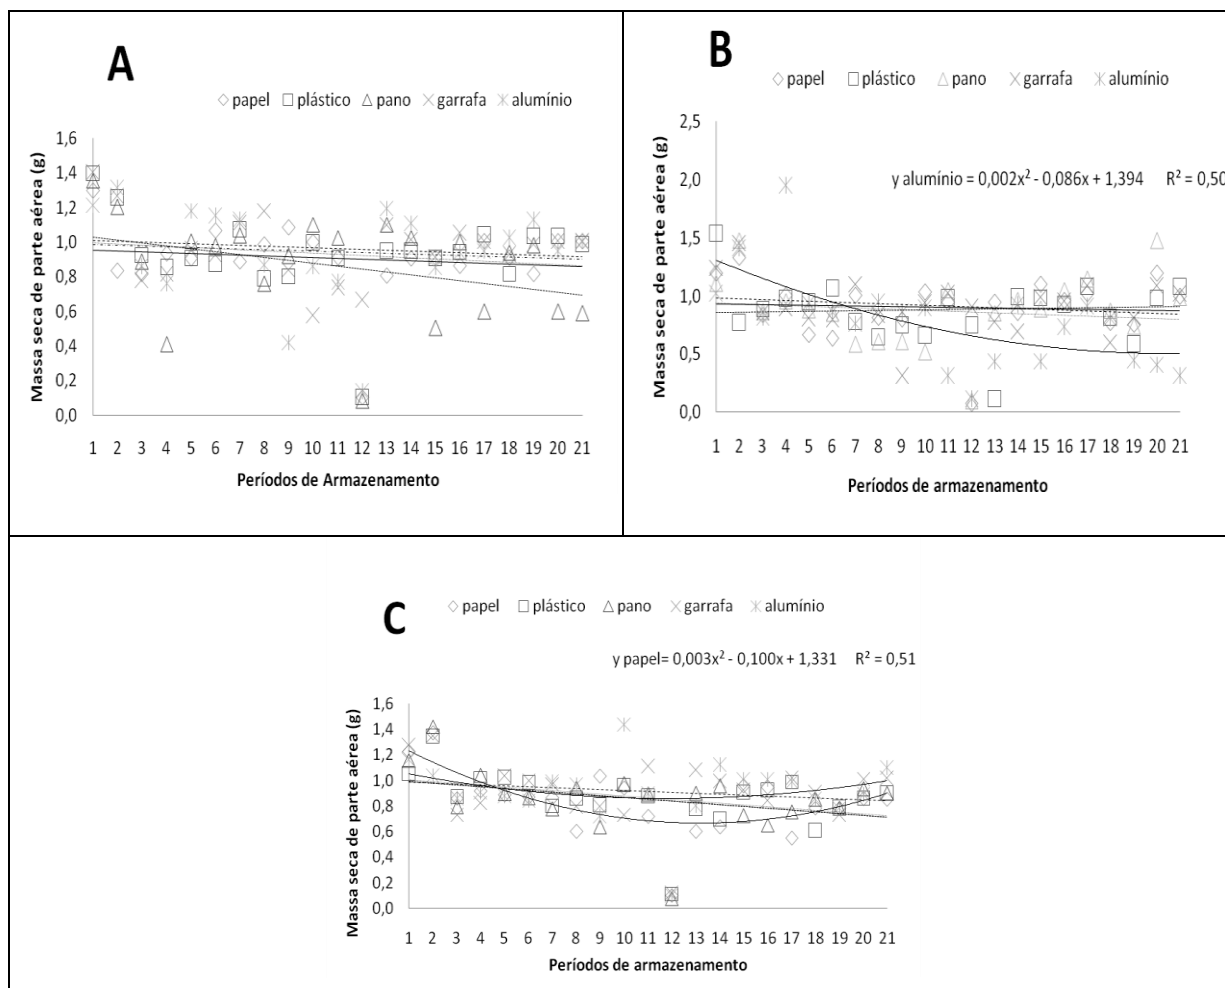 A
papel plástico pano garrafa alumínio
Massa seca de parte aérea (g)
1,6
1,4
1,2
1,0
0,8
0,6
0,4
0,2
0,0
1 2 3 4 5 6 7 8 9 10 11 12 13 14 15 16 17 18 19 20 21
Períodos de Armazenamento
B
papel plástico pano garrafa alumínio
y alumínio = 0,002x² - 0,086x + 1,394 R² = 0,50
Massa seca de parte aérea (g)
2,5
2,0
1,5
1,0
0,5
0,0
1 2 3 4 5 6 7 8 9 10 11 12 13 14 15 16 17 18 19 20 21
Períodos de armazenamento
C
papel plástico pano garrafa alumínio
y papel= 0,003x² - 0,100x + 1,331 R² = 0,51
Massa seca de parte aérea (g)
1,6
1,4
1,2
1,0
0,8
0,6
0,4
0,2
0,0
1 2 3 4 5 6 7 8 9 10 11 12 13 14 15 16 17 18 19 20 21
Períodos de armazenamento